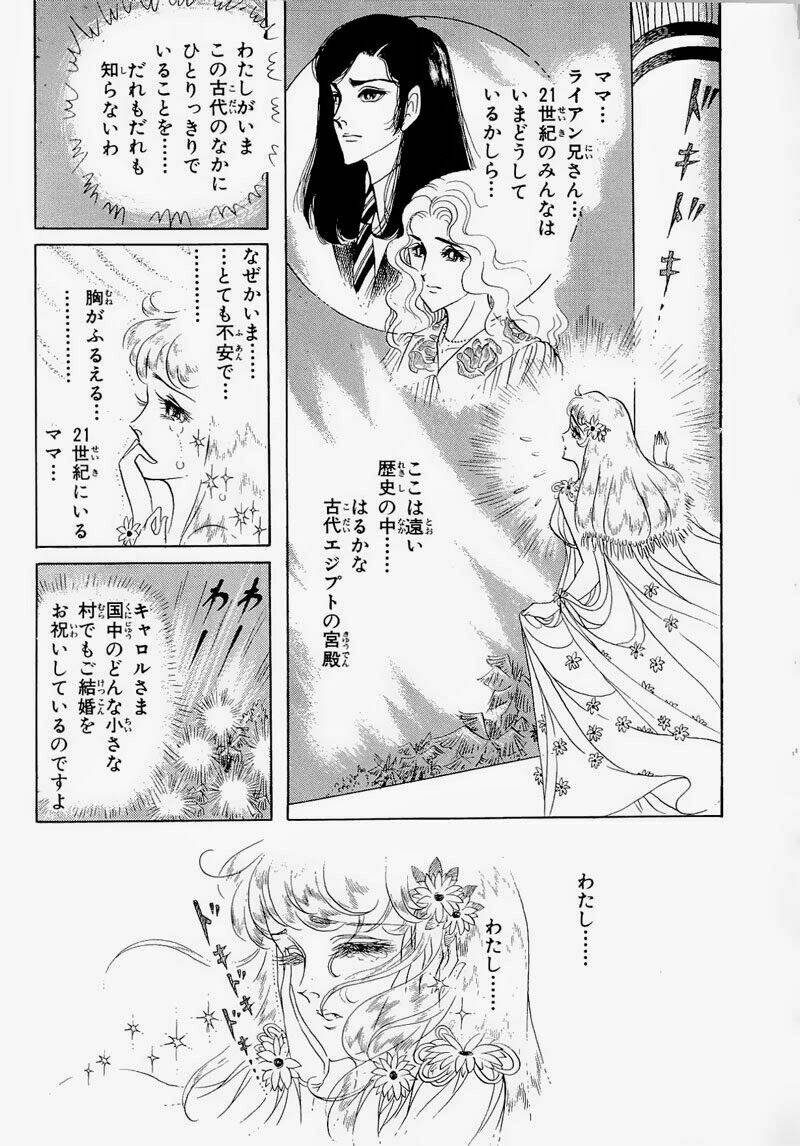 ママ…
ライアン兄さん…
21世紀のみんなは
いまどうして
いるかしら…
ドキドキ…
ここは遠い
歴史の中……
はるかな
古代エジプトの宮殿
わたしがいま
この古代のなかに
ひとりっきりで
いることを……
だれもだれも
知らないわ
なぜかいま……
……とても不安で…
…………
胸がふるえる…
…………
21世紀にいる
ママ…
わー
わー
キャロルさま
国中のどんな小さな
村でもご結婚を
お祝いしているのですよ
わたし……
わたし……
ドキドキドキ……